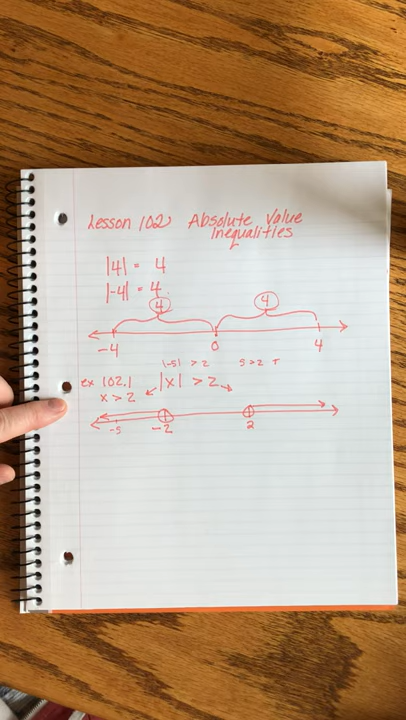 Lesson 102 Absolute Value
Inequalities
|4| = 4
|-4| = 4
4 4
-4 0 4
|-5| > 2 5 > 2 T
ex 102.1 |x| > 2
x > 2
-5 -2 2